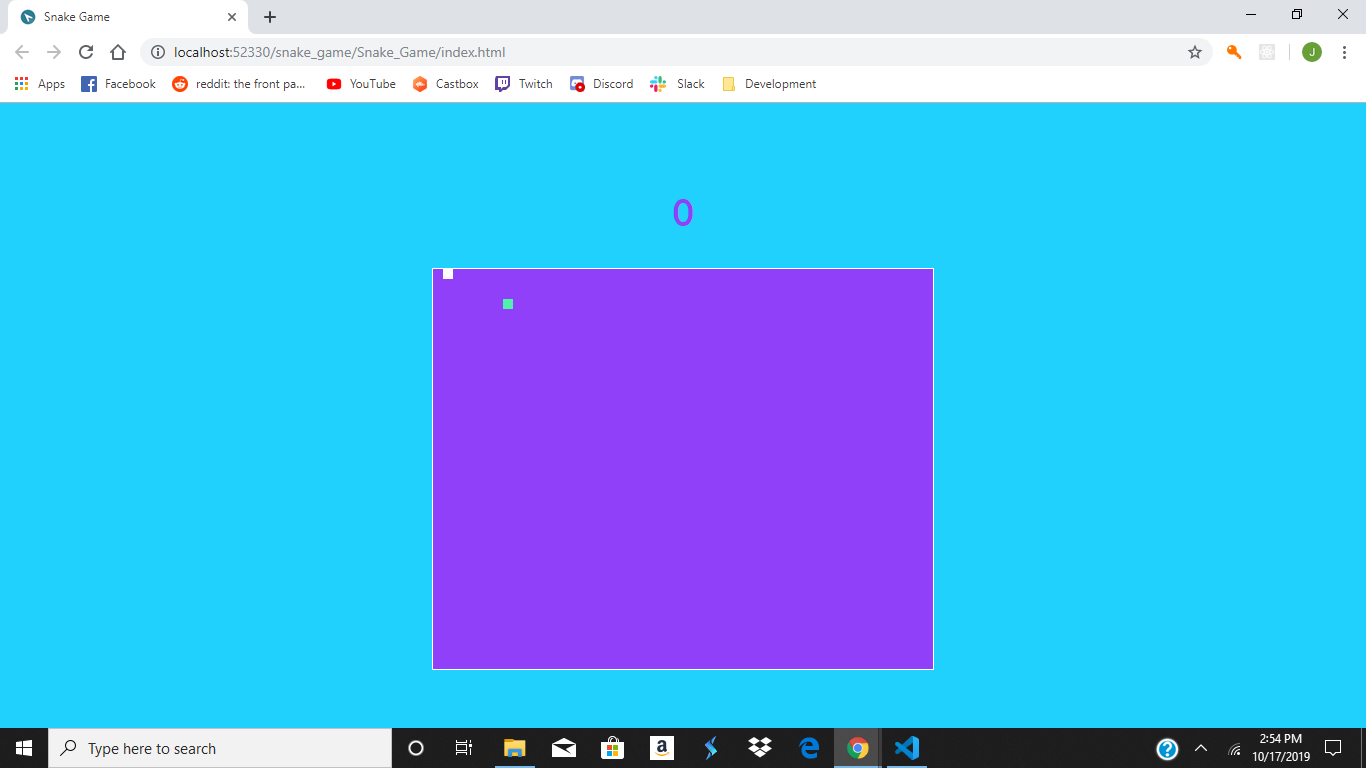 Snake Game
localhost:52330/snake_game/Snake_Game/index.html
J
Apps Facebook reddit: the front pa... YouTube Castbox Twitch Discord Slack Development
0
Type here to search
a
2:54 PM
10/17/2019